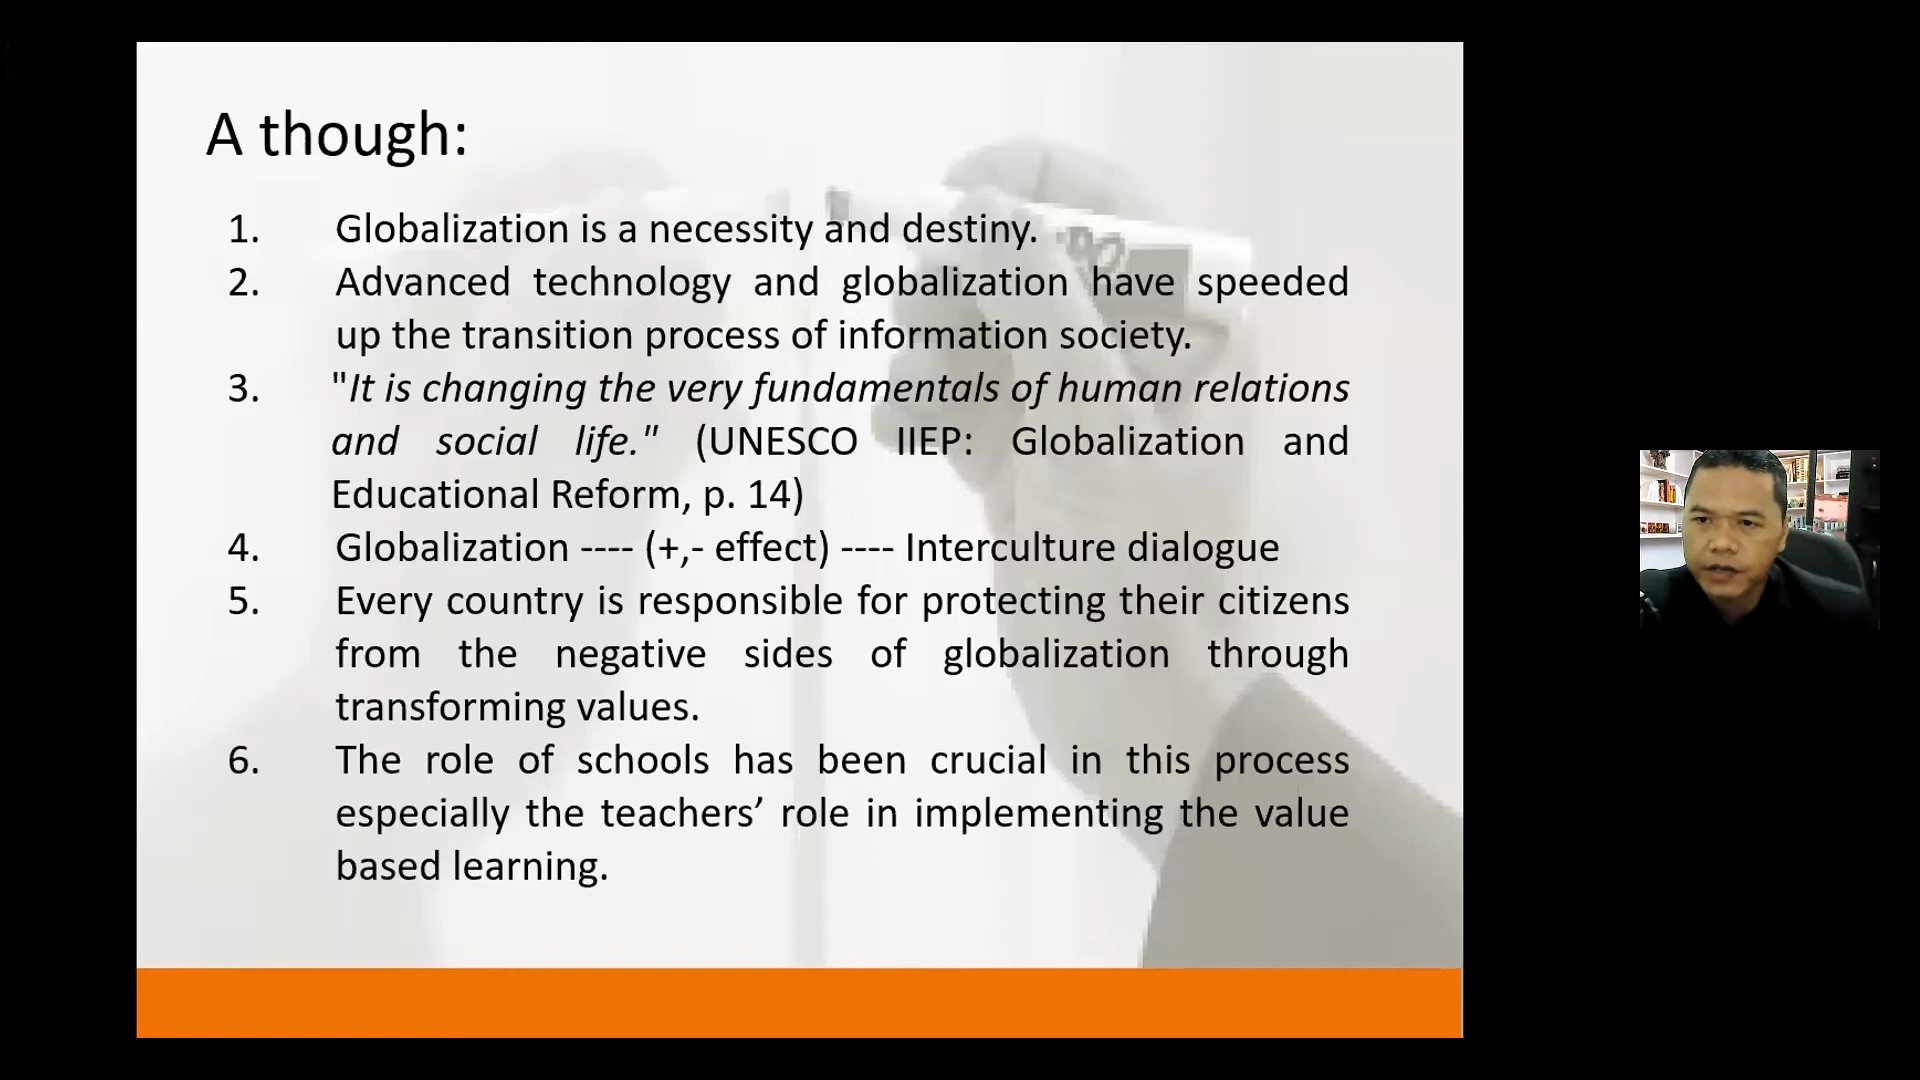 A though:
1. Globalization is a necessity and destiny.
2. Advanced technology and globalization have speeded
up the transition process of information society.
3. "It is changing the very fundamentals of human relations
and social life." (UNESCO IIEP: Globalization and
Educational Reform, p. 14)
4. Globalization ---- (+,- effect) ---- Interculture dialogue
5. Every country is responsible for protecting their citizens
from the negative sides of globalization through
transforming values.
6. The role of schools has been crucial in this process
especially the teachers’ role in implementing the value
based learning.